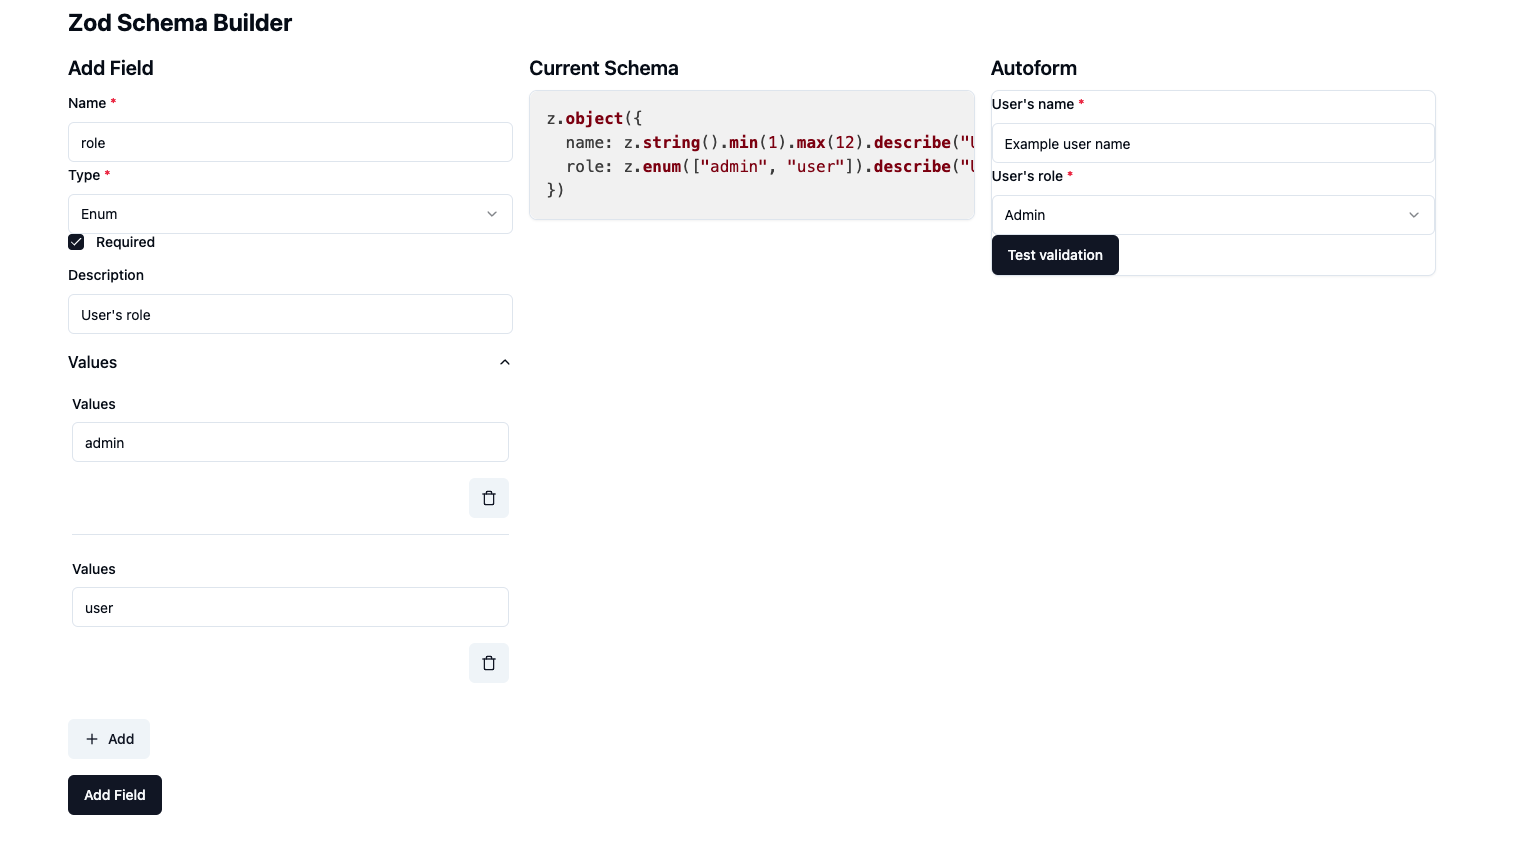 Zod Schema Builder
Add Field
Name *
role
Type *
Enum
Required
Description
User's role
Values
Values
admin
Values
user
Add
Add Field
Current Schema
z.object({
  name: z.string().min(1).max(12).describe("U
  role: z.enum(["admin", "user"]).describe("U
})
Autoform
User's name *
Example user name
User's role *
Admin
Test validation